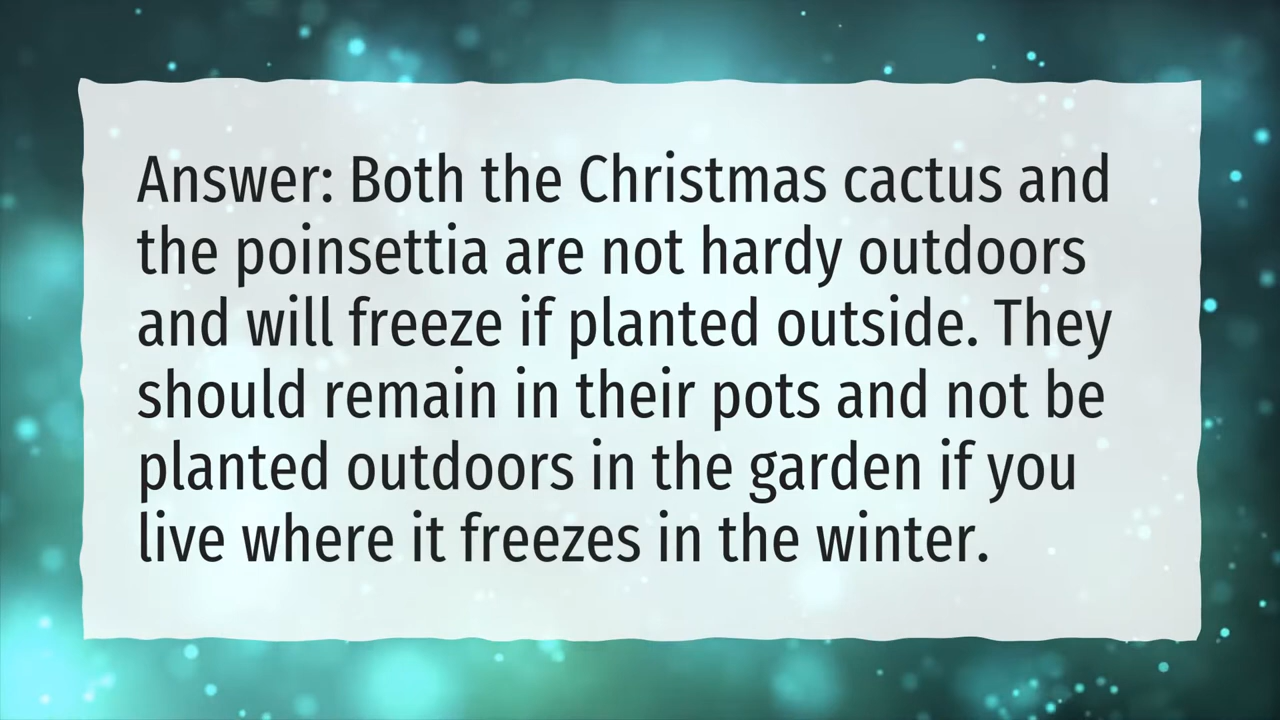 Answer: Both the Christmas cactus and
the poinsettia are not hardy outdoors
and will freeze if planted outside. They
should remain in their pots and not be
planted outdoors in the garden if you
live where it freezes in the winter.